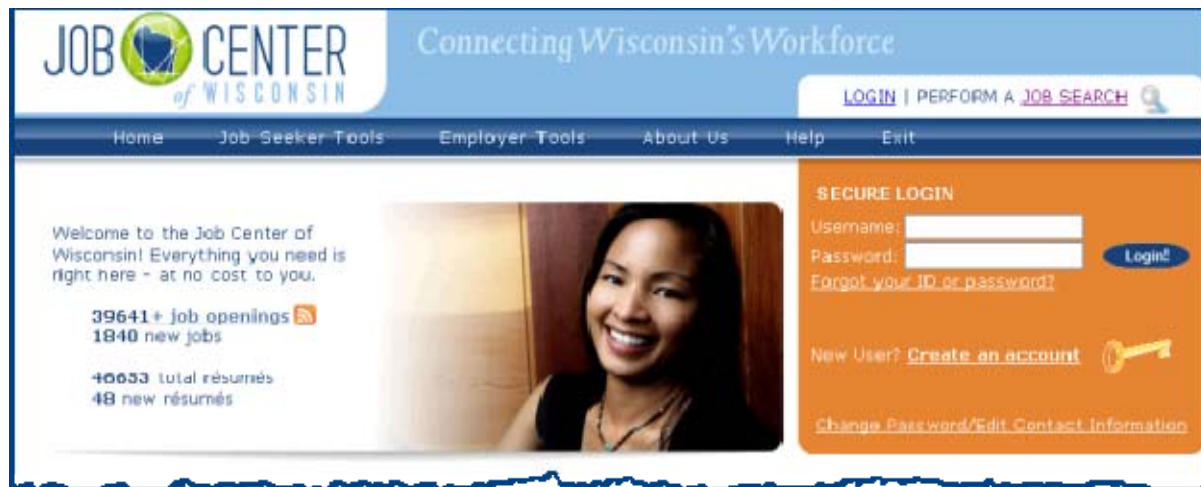 JOB CENTER
of WISCONSIN
Connecting Wisconsin's Workforce
LOGIN | PERFORM A JOB SEARCH
Home Job Seeker Tools Employer Tools About Us Help Exit
Welcome to the Job Center of
Wisconsin! Everything you need is
right here - at no cost to you.
39641+ job openings
1840 new jobs
46653 total résumés
48 new résumés
SECURE LOGIN
Username:
Password: Login!
Forgot your ID or password?
New User? Create an account
Change Password/Edit Contact Information